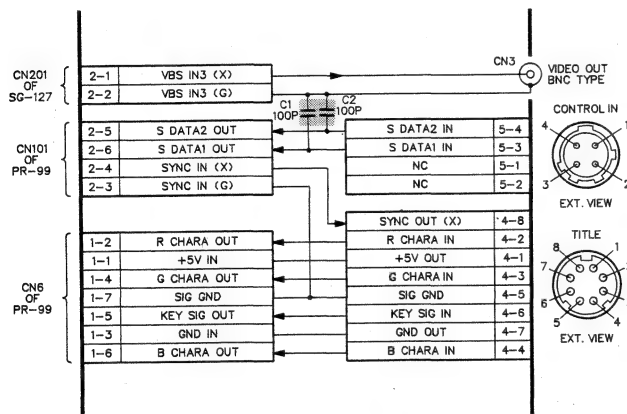 CN3
VIDEO OUT
BNC TYPE
CN201
OF
SG-127
2-1 VBS IN3 (X)
2-2 VBS IN3 (G)
C1
100P
C2
100P
CONTROL IN
4 1
3 2
EXT. VIEW
CN101
OF
PR-99
2-5 S DATA2 OUT
2-6 S DATA1 OUT
2-4 SYNC IN (X)
2-3 SYNC IN (G)
S DATA2 IN 5-4
S DATA1 IN 5-3
NC 5-1
NC 5-2
SYNC OUT (X) 4-8
R CHARA IN 4-2
+5V OUT 4-1
G CHARA IN 4-3
SIG GND 4-5
KEY SIG IN 4-6
GND OUT 4-7
B CHARA IN 4-4
CN6
OF
PR-99
1-2 R CHARA OUT
1-1 +5V IN
1-4 G CHARA OUT
1-7 SIG GND
1-5 KEY SIG OUT
1-3 GND IN
1-6 B CHARA OUT
TITLE
8 1
7
6
5 4
EXT. VIEW